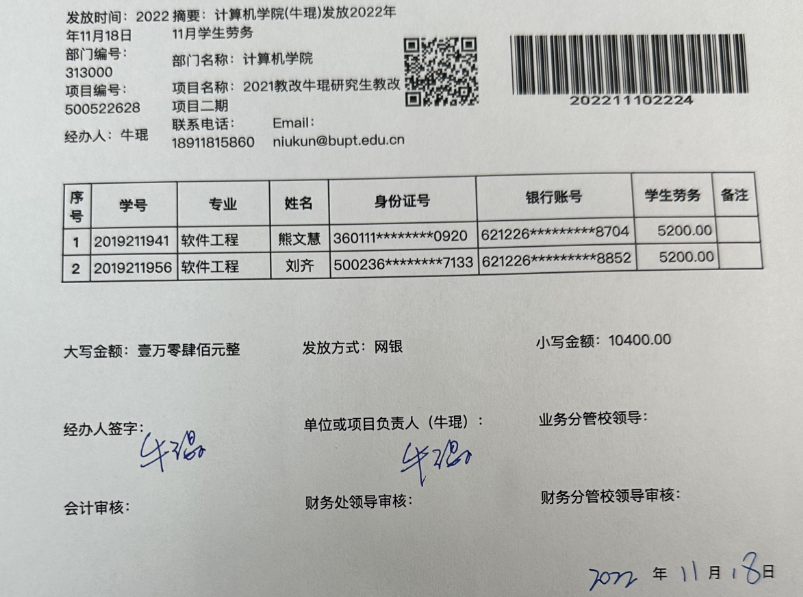 发放时间：2022年11月18日
摘要：计算机学院(牛琨)发放2022年11月学生劳务
部门编号：313000
部门名称：计算机学院
项目编号：500522628
项目名称：2021教改牛琨研究生教改项目二期
经办人：牛琨
联系电话：18911815860
Email：niukun@bupt.edu.cn
202211102224
序号 学号 专业 姓名 身份证号 银行账号 学生劳务 备注
1 2019211941 软件工程 熊文慧 360111********0920 621226*********8704 5200.00
2 2019211956 软件工程 刘齐 500236********7133 621226*********8852 5200.00
大写金额：壹万零肆佰元整 发放方式：网银 小写金额：10400.00
经办人签字：牛琨 单位或项目负责人（牛琨）：牛琨 业务分管校领导：
会计审核： 财务处领导审核： 财务分管校领导审核：
2022 年 11 月 18 日